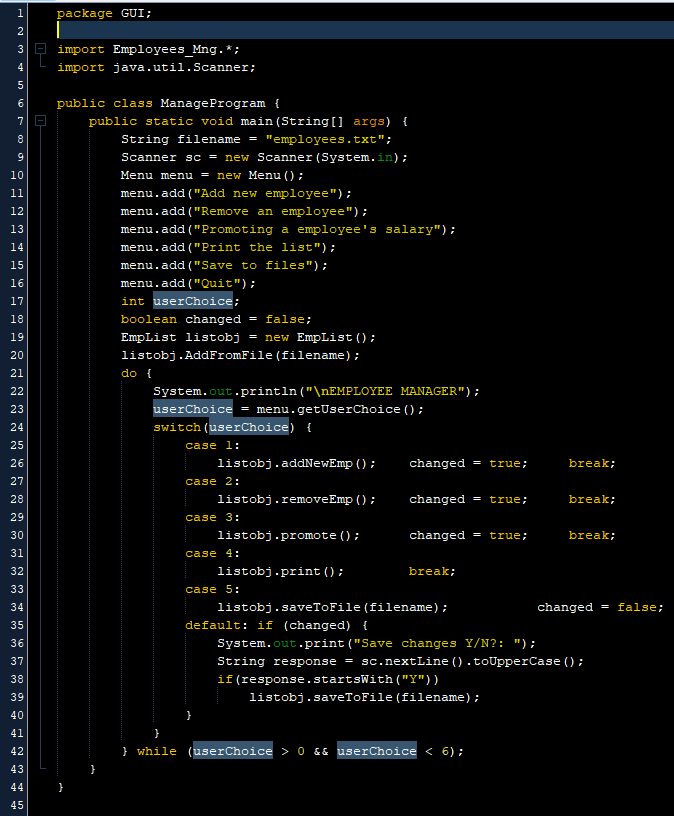 1 package GUI;
2
3 import Employees_Mng.*;
4 import java.util.Scanner;
5
6 public class ManageProgram {
7     public static void main(String[] args) {
8         String filename = "employees.txt";
9         Scanner sc = new Scanner(System.in);
10         Menu menu = new Menu();
11         menu.add("Add new employee");
12         menu.add("Remove an employee");
13         menu.add("Promoting a employee's salary");
14         menu.add("Print the list");
15         menu.add("Save to files");
16         menu.add("Quit");
17         int userChoice;
18         boolean changed = false;
19         EmpList listobj = new EmpList();
20         listobj.AddFromFile(filename);
21         do {
22             System.out.println("\nEMPLOYEE MANAGER");
23             userChoice = menu.getUserChoice();
24             switch(userChoice) {
25                 case 1:
26                     listobj.addNewEmp();    changed = true;     break;
27                 case 2:
28                     listobj.removeEmp();    changed = true;     break;
29                 case 3:
30                     listobj.promote();      changed = true;     break;
31                 case 4:
32                     listobj.print();        break;
33                 case 5:
34                     listobj.saveToFile(filename);           changed = false;
35                 default: if (changed) {
36                     System.out.print("Save changes Y/N?: ");
37                     String response = sc.nextLine().toUpperCase();
38                     if(response.startsWith("Y"))
39                         listobj.saveToFile(filename);
40                 }
41             }
42         } while (userChoice > 0 && userChoice < 6);
43     }
44 }
45